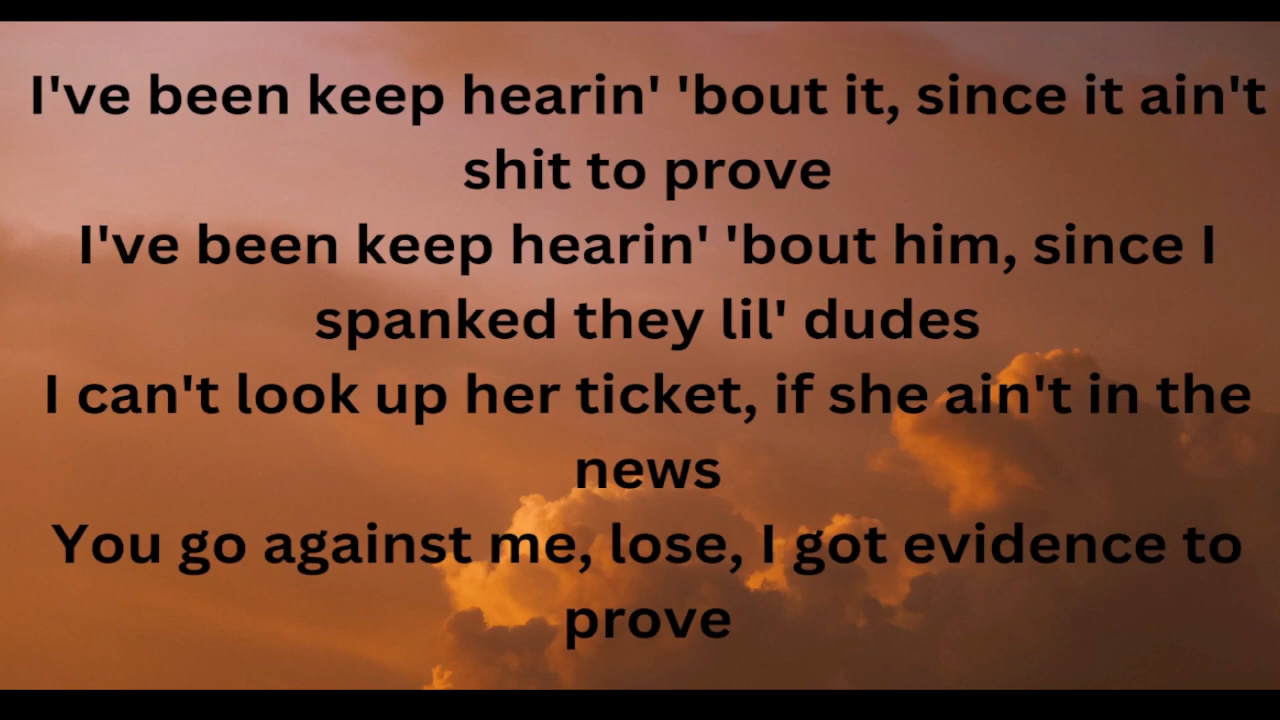 I've been keep hearin' 'bout it, since it ain't
shit to prove
I've been keep hearin' 'bout him, since I
spanked they lil' dudes
I can't look up her ticket, if she ain't in the
news
You go against me, lose, I got evidence to
prove